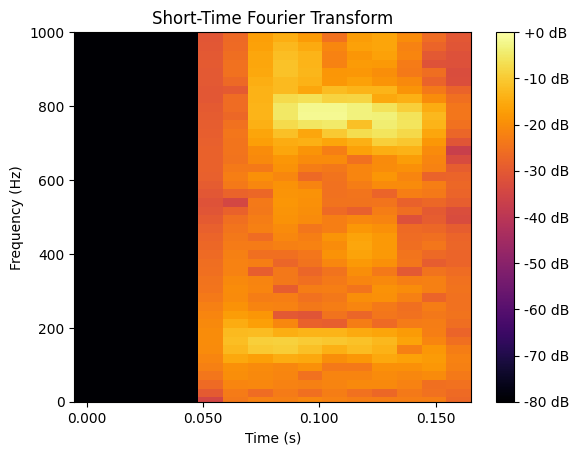 Short-Time Fourier Transform
1000
800
600
400
200
0
Frequency (Hz)
0.000
0.050
0.100
0.150
Time (s)
+0 dB
-10 dB
-20 dB
-30 dB
-40 dB
-50 dB
-60 dB
-70 dB
-80 dB